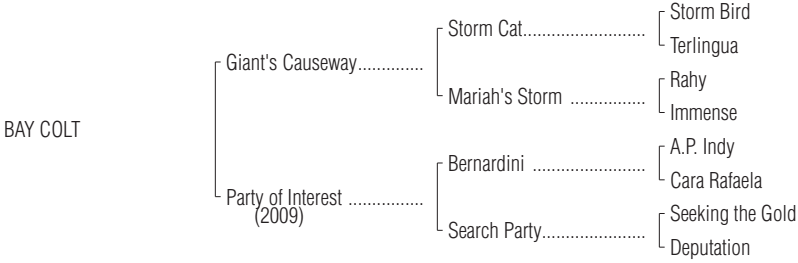 Storm Bird
Storm Cat..........................
Terlingua
Giant's Causeway..............
Rahy
Mariah's Storm ................
Immense
BAY COLT
A.P. Indy
Bernardini ........................
Cara Rafaela
Party of Interest ................
(2009)
Seeking the Gold
Search Party......................
Deputation